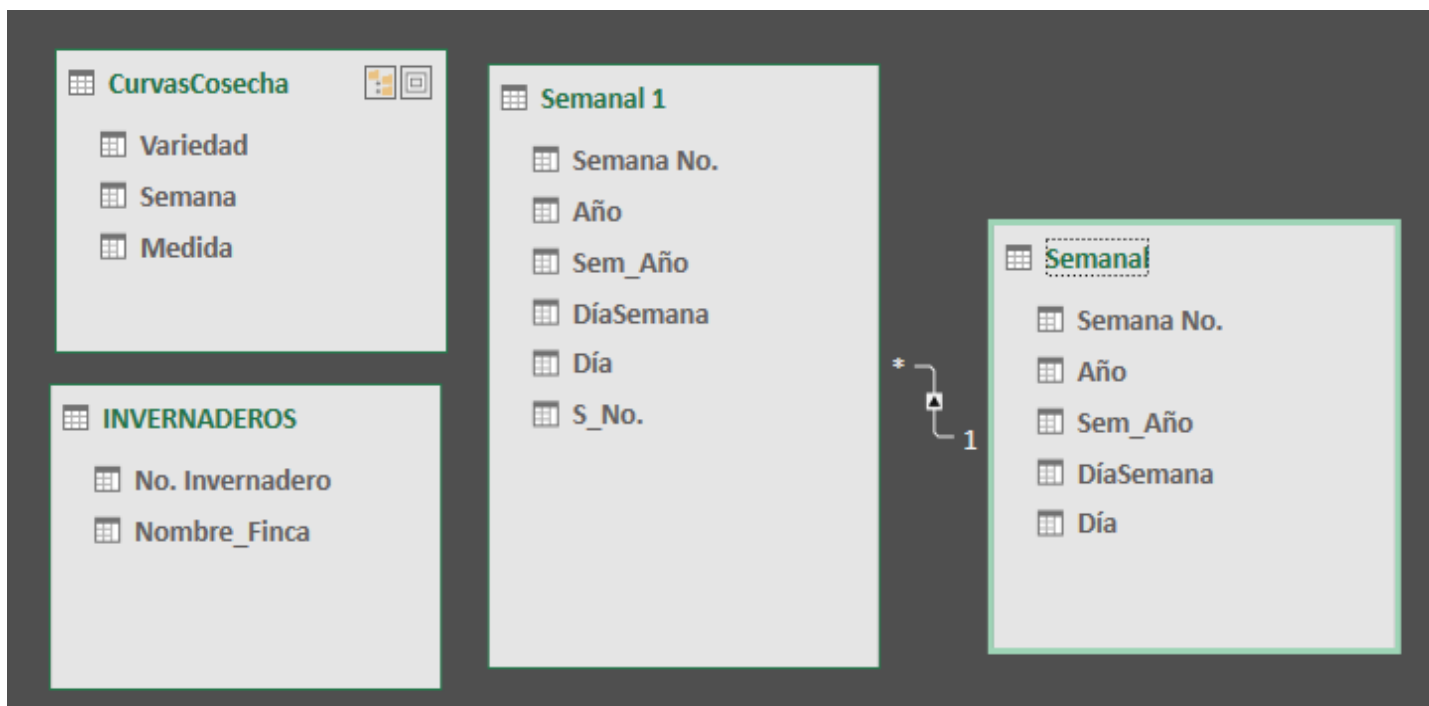 CurvasCosecha
Variedad
Semana
Medida
INVERNADEROS
No. Invernadero
Nombre_Finca
Semanal 1
Semana No.
Año
Sem_Año
DíaSemana
Día
S_No.
*
1
Semanal
Semana No.
Año
Sem_Año
DíaSemana
Día